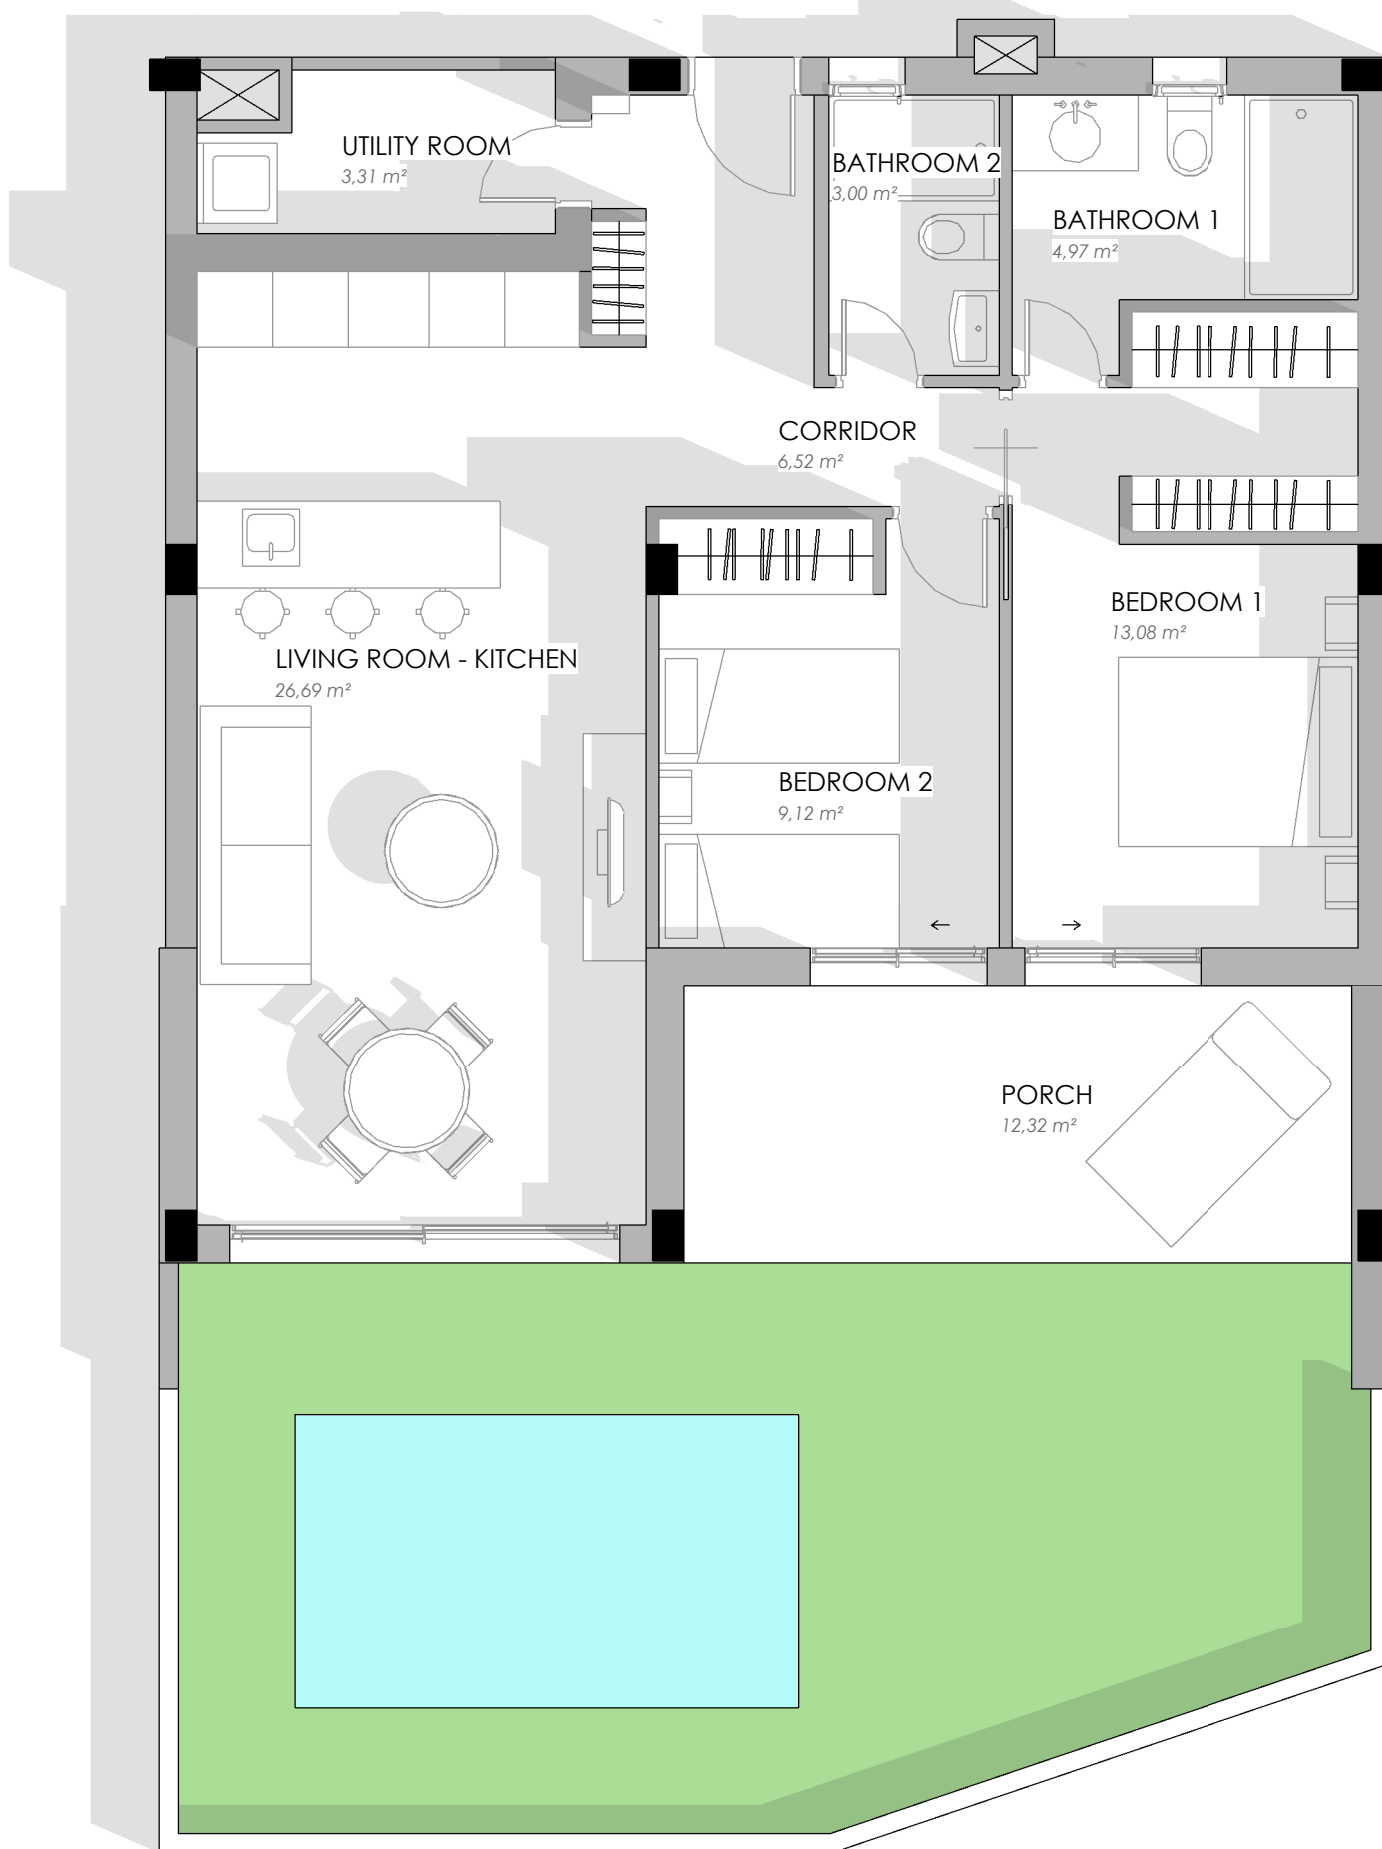 UTILITY ROOM
3,31 m²
BATHROOM 2
3,00 m²
BATHROOM 1
4,97 m²
CORRIDOR
6,52 m²
BEDROOM 1
13,08 m²
LIVING ROOM - KITCHEN
26,69 m²
BEDROOM 2
9,12 m²
PORCH
12,32 m²